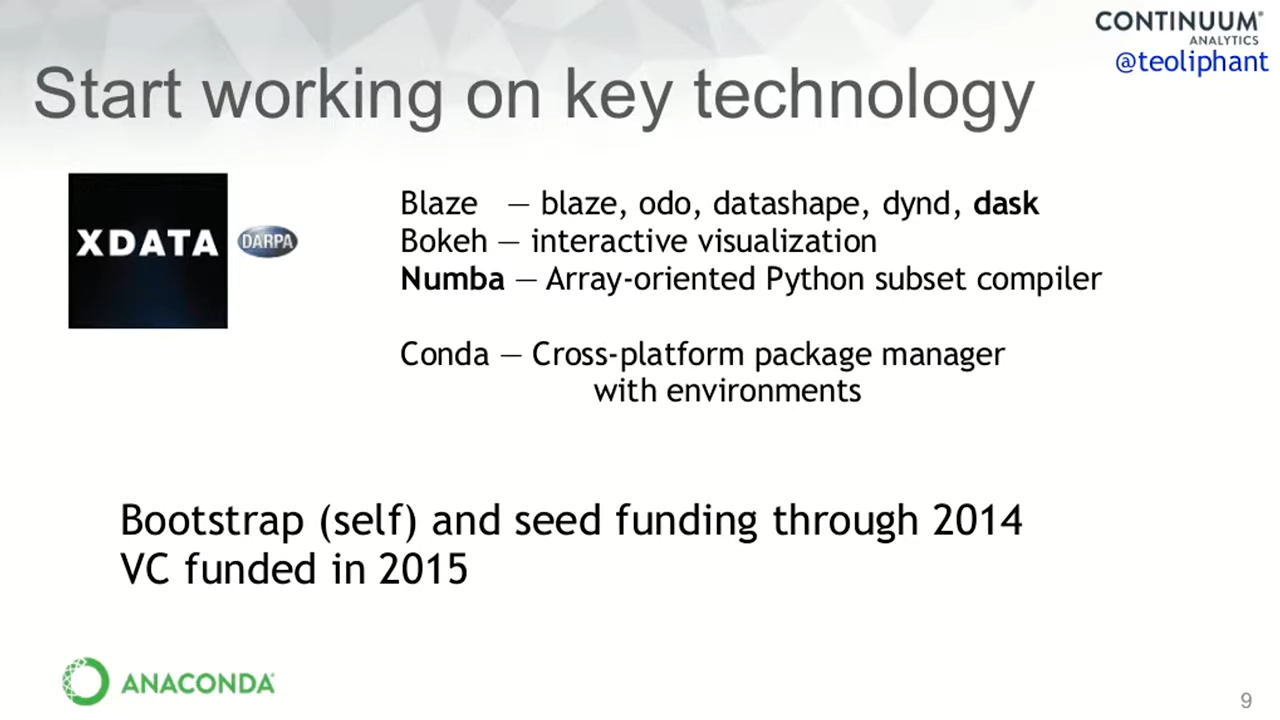 CONTINUUM
ANALYTICS
@teoliphant
Start working on key technology
XDATA
DARPA
Blaze — blaze, odo, datashape, dynd, dask
Bokeh — interactive visualization
Numba — Array-oriented Python subset compiler
Conda — Cross-platform package manager
with environments
Bootstrap (self) and seed funding through 2014
VC funded in 2015
ANACONDA
9